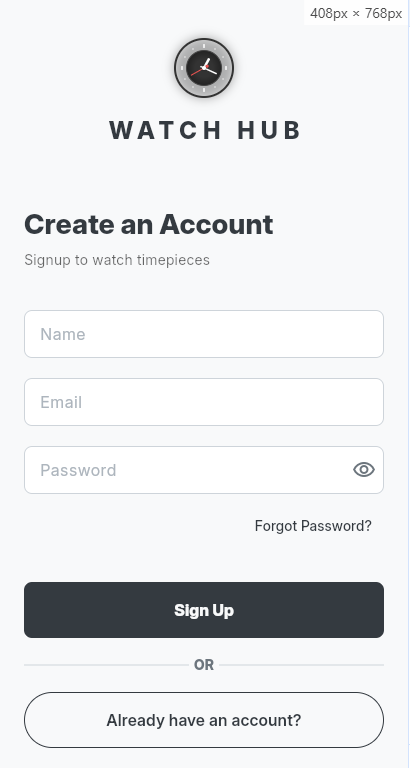 408px × 768px
WATCH HUB
Create an Account
Signup to watch timepieces
Name
Email
Password
Forgot Password?
Sign Up
OR
Already have an account?